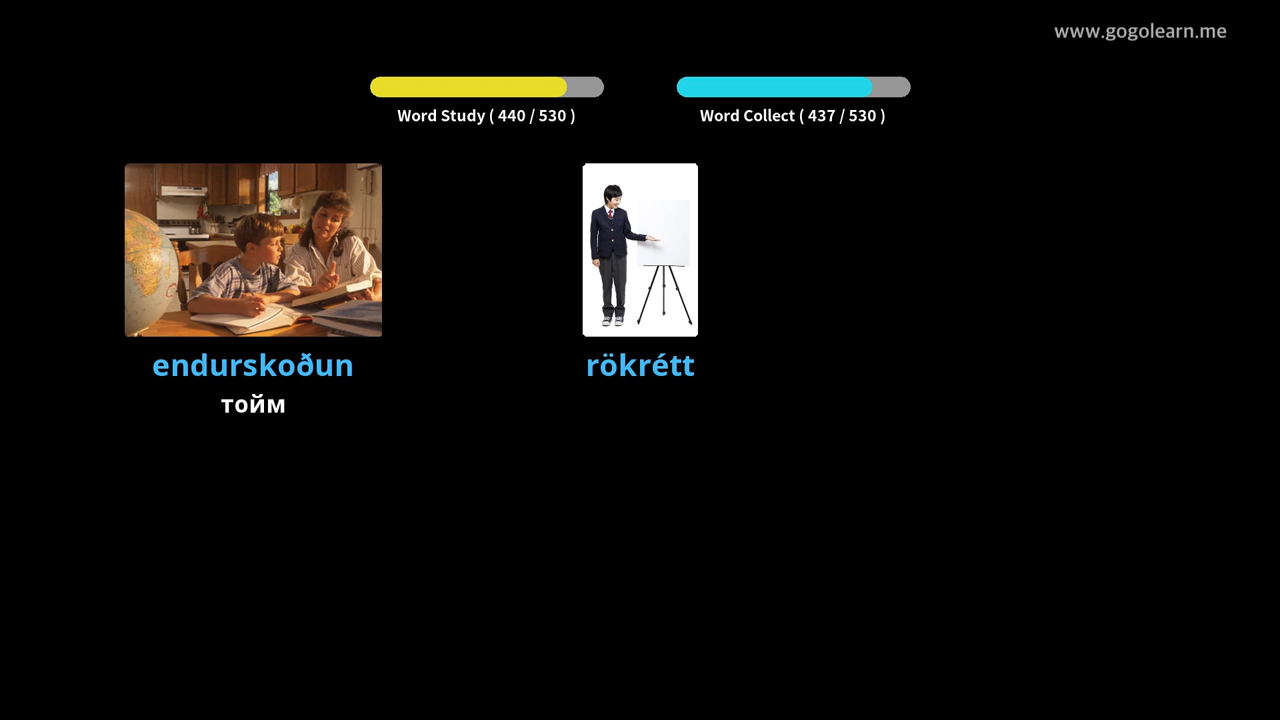 www.gogolearn.me
Word Study ( 440 / 530 )
Word Collect ( 437 / 530 )
endurskoðun
rökrétt
тойм